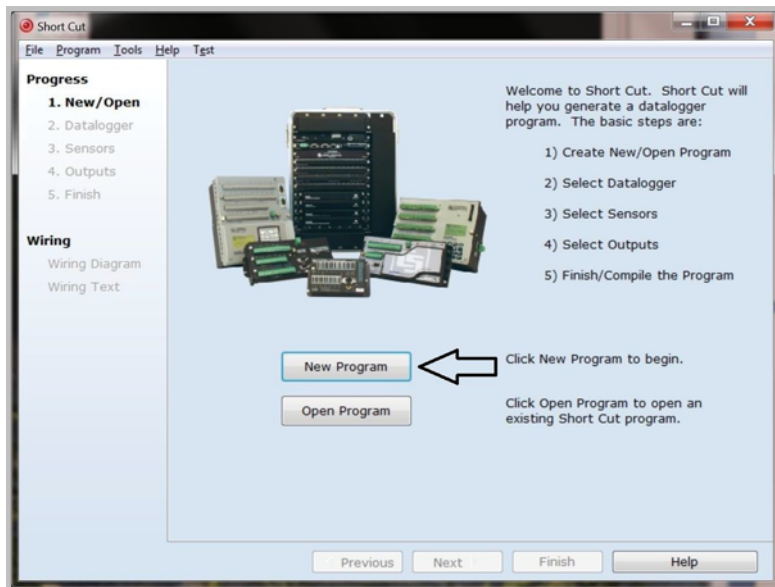 Short Cut
File Program Tools Help Test
Progress
1. New/Open
2. Datalogger
3. Sensors
4. Outputs
5. Finish
Wiring
Wiring Diagram
Wiring Text
Welcome to Short Cut. Short Cut will
help you generate a datalogger
program. The basic steps are:
1) Create New/Open Program
2) Select Datalogger
3) Select Sensors
4) Select Outputs
5) Finish/Compile the Program
New Program
Click New Program to begin.
Open Program
Click Open Program to open an
existing Short Cut program.
Previous Next Finish Help